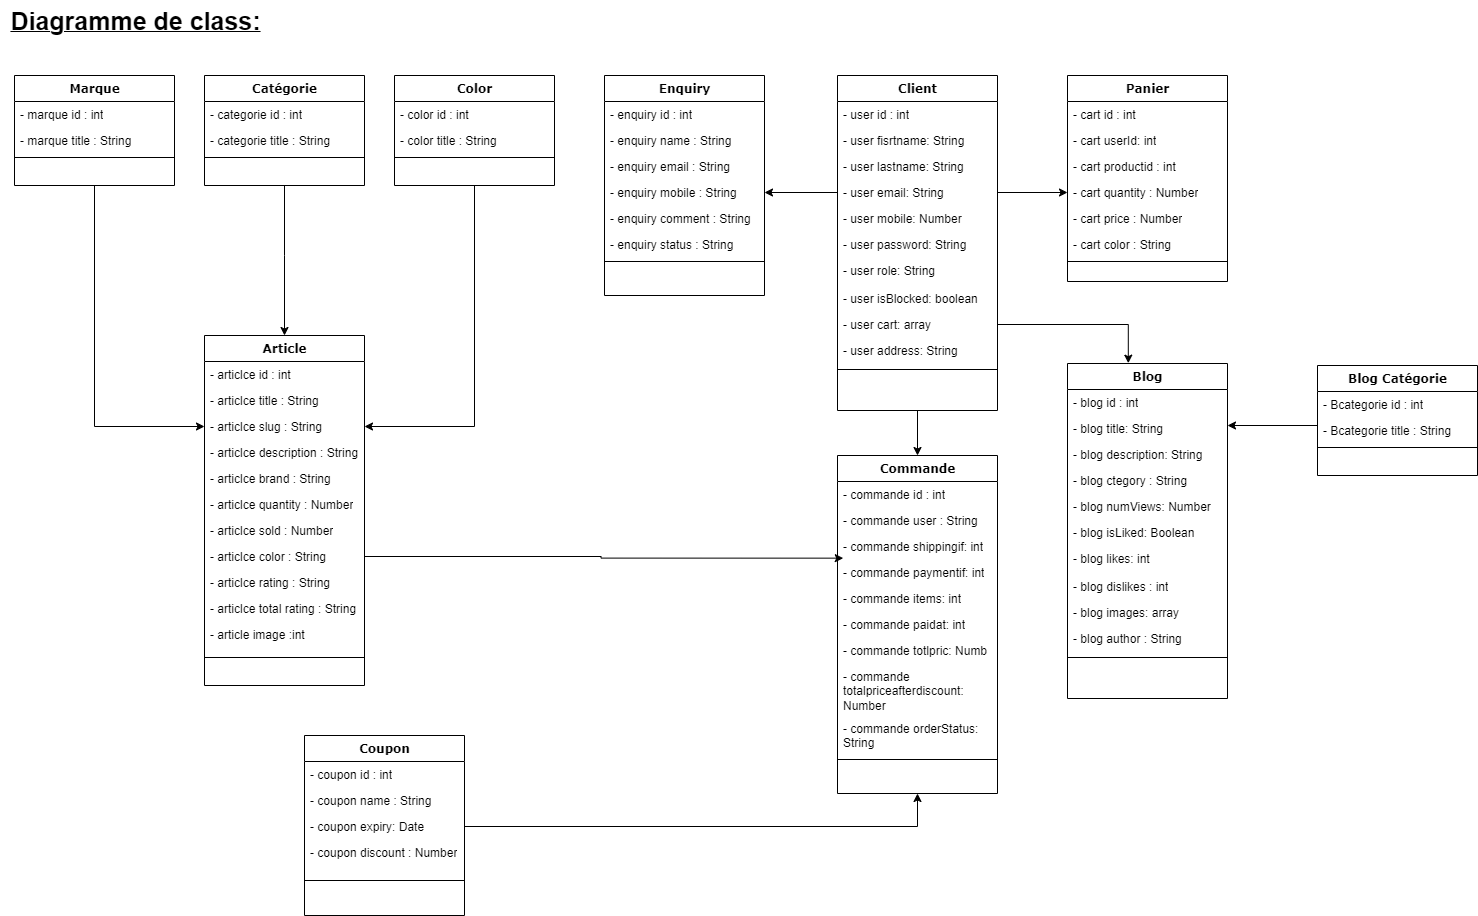 Diagramme de class:
Marque
- marque id : int
- marque title : String
Catégorie
- categorie id : int
- categorie title : String
Color
- color id : int
- color title : String
Enquiry
- enquiry id : int
- enquiry name : String
- enquiry email : String
- enquiry mobile : String
- enquiry comment : String
- enquiry status : String
Client
- user id : int
- user fisrtname: String
- user lastname: String
- user email: String
- user mobile: Number
- user password: String
- user role: String
- user isBlocked: boolean
- user cart: array
- user address: String
Panier
- cart id : int
- cart userId: int
- cart productid : int
- cart quantity : Number
- cart price : Number
- cart color : String
Article
- articlce id : int
- articlce title : String
- articlce slug : String
- articlce description : String
- articlce brand : String
- articlce quantity : Number
- articlce sold : Number
- articlce color : String
- articlce rating : String
- articlce total rating : String
- article image :int
Commande
- commande id : int
- commande user : String
- commande shippingif: int
- commande paymentif: int
- commande items: int
- commande paidat: int
- commande totlpric: Numb
- commande
totalpriceafterdiscount:
Number
- commande orderStatus:
String
Blog
- blog id : int
- blog title: String
- blog description: String
- blog ctegory : String
- blog numViews: Number
- blog isLiked: Boolean
- blog likes: int
- blog dislikes : int
- blog images: array
- blog author : String
Blog Catégorie
- Bcategorie id : int
- Bcategorie title : String
Coupon
- coupon id : int
- coupon name : String
- coupon expiry: Date
- coupon discount : Number